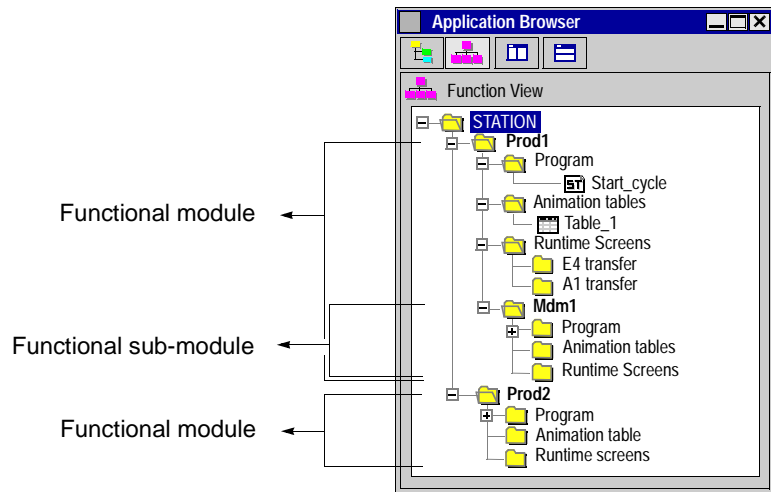 Application Browser
Function View
STATION
Prod1
Program
ST Start_cycle
Animation tables
Table_1
Runtime Screens
E4 transfer
A1 transfer
Mdm1
Program
Animation tables
Runtime Screens
Prod2
Program
Animation table
Runtime screens
Functional module
Functional sub-module
Functional module